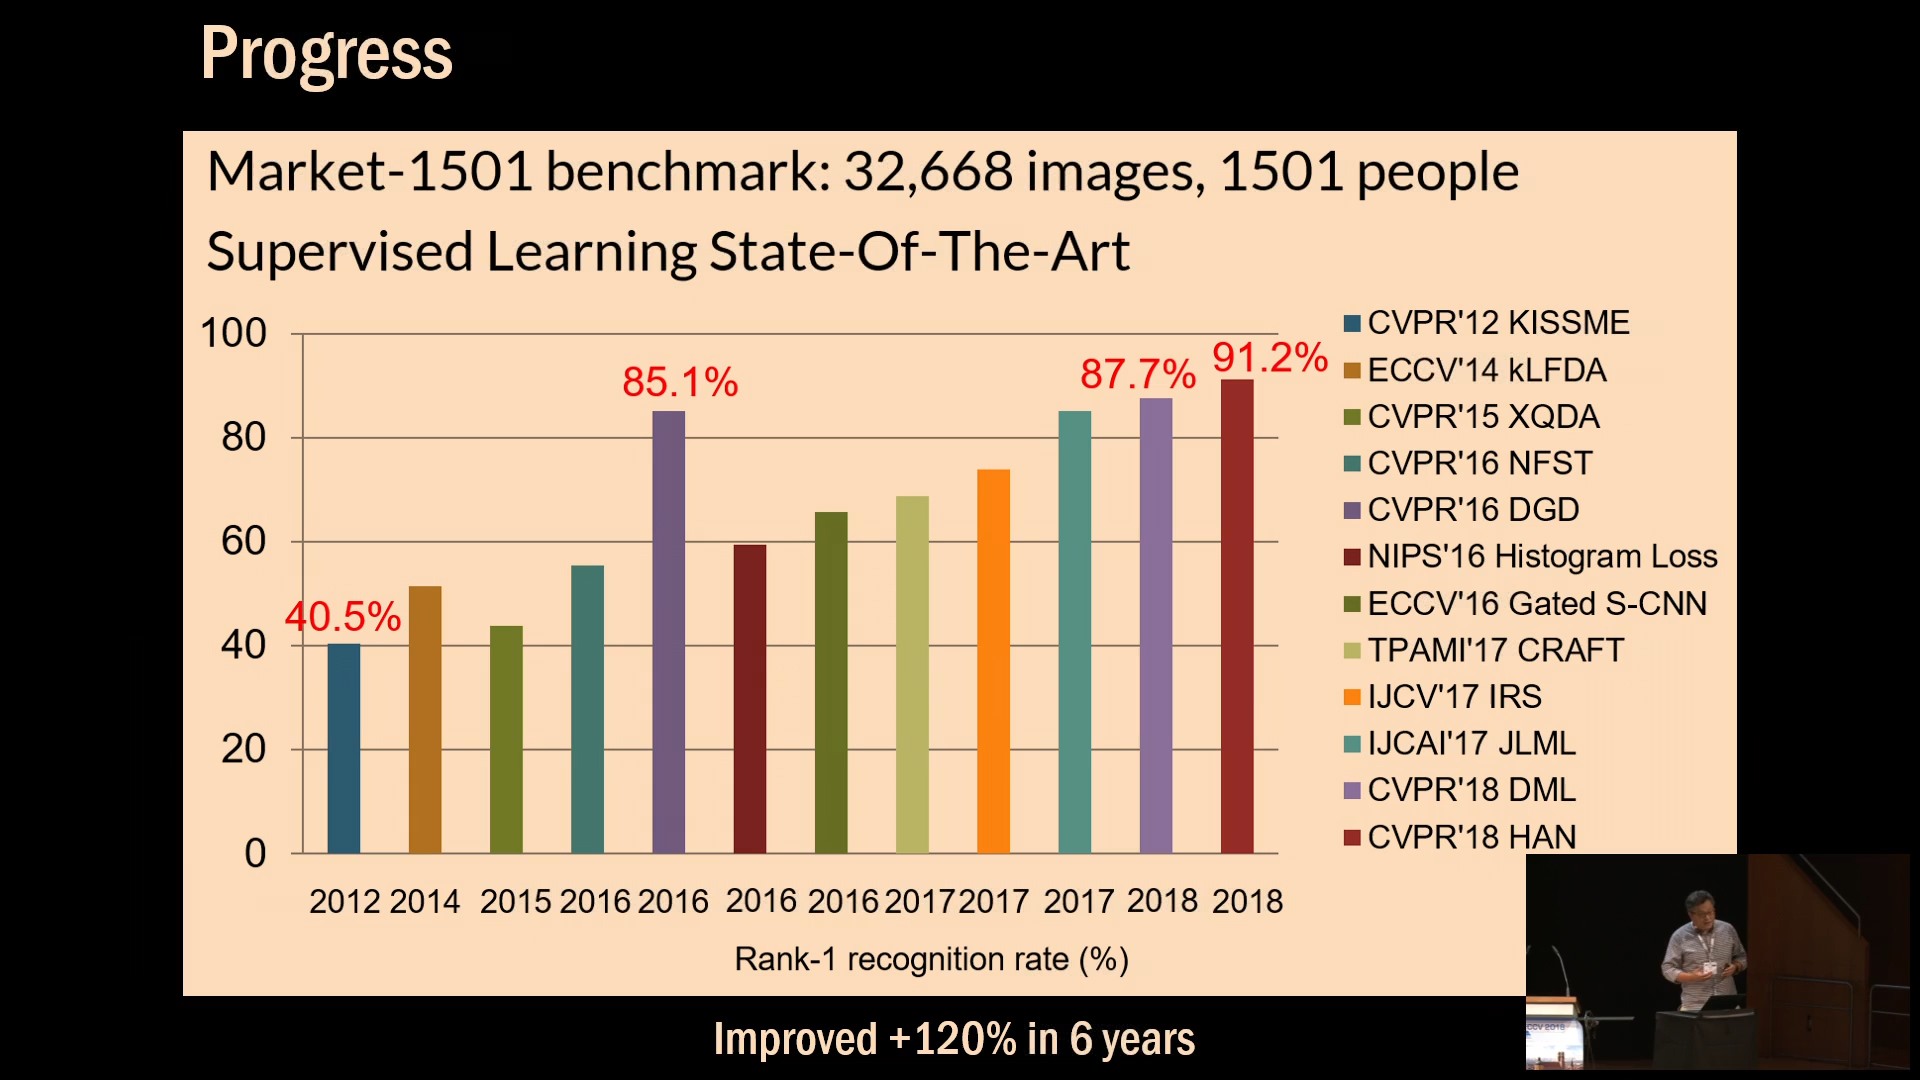 Progress
Market-1501 benchmark: 32,668 images, 1501 people
Supervised Learning State-Of-The-Art
100
80
60
40
20
0
40.5%
85.1%
87.7%
91.2%
2012 2014 2015 2016 2016 2016 2016 2017 2017 2017 2018 2018
Rank-1 recognition rate (%)
CVPR'12 KISSME
ECCV'14 kLFDA
CVPR'15 XQDA
CVPR'16 NFST
CVPR'16 DGD
NIPS'16 Histogram Loss
ECCV'16 Gated S-CNN
TPAMI'17 CRAFT
IJCV'17 IRS
IJCAI'17 JLML
CVPR'18 DML
CVPR'18 HAN
Improved +120% in 6 years
ECCV 2018